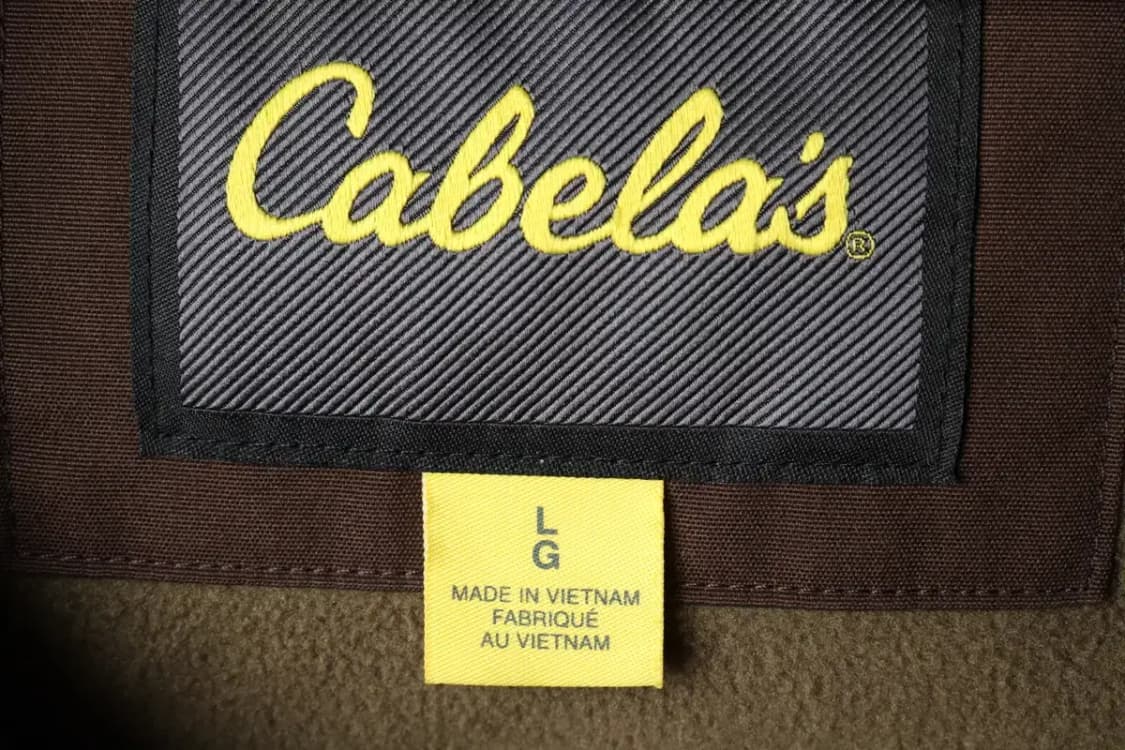 Cabela's®
L
G
MADE IN VIETNAM
FABRIQUÉ
AU VIETNAM